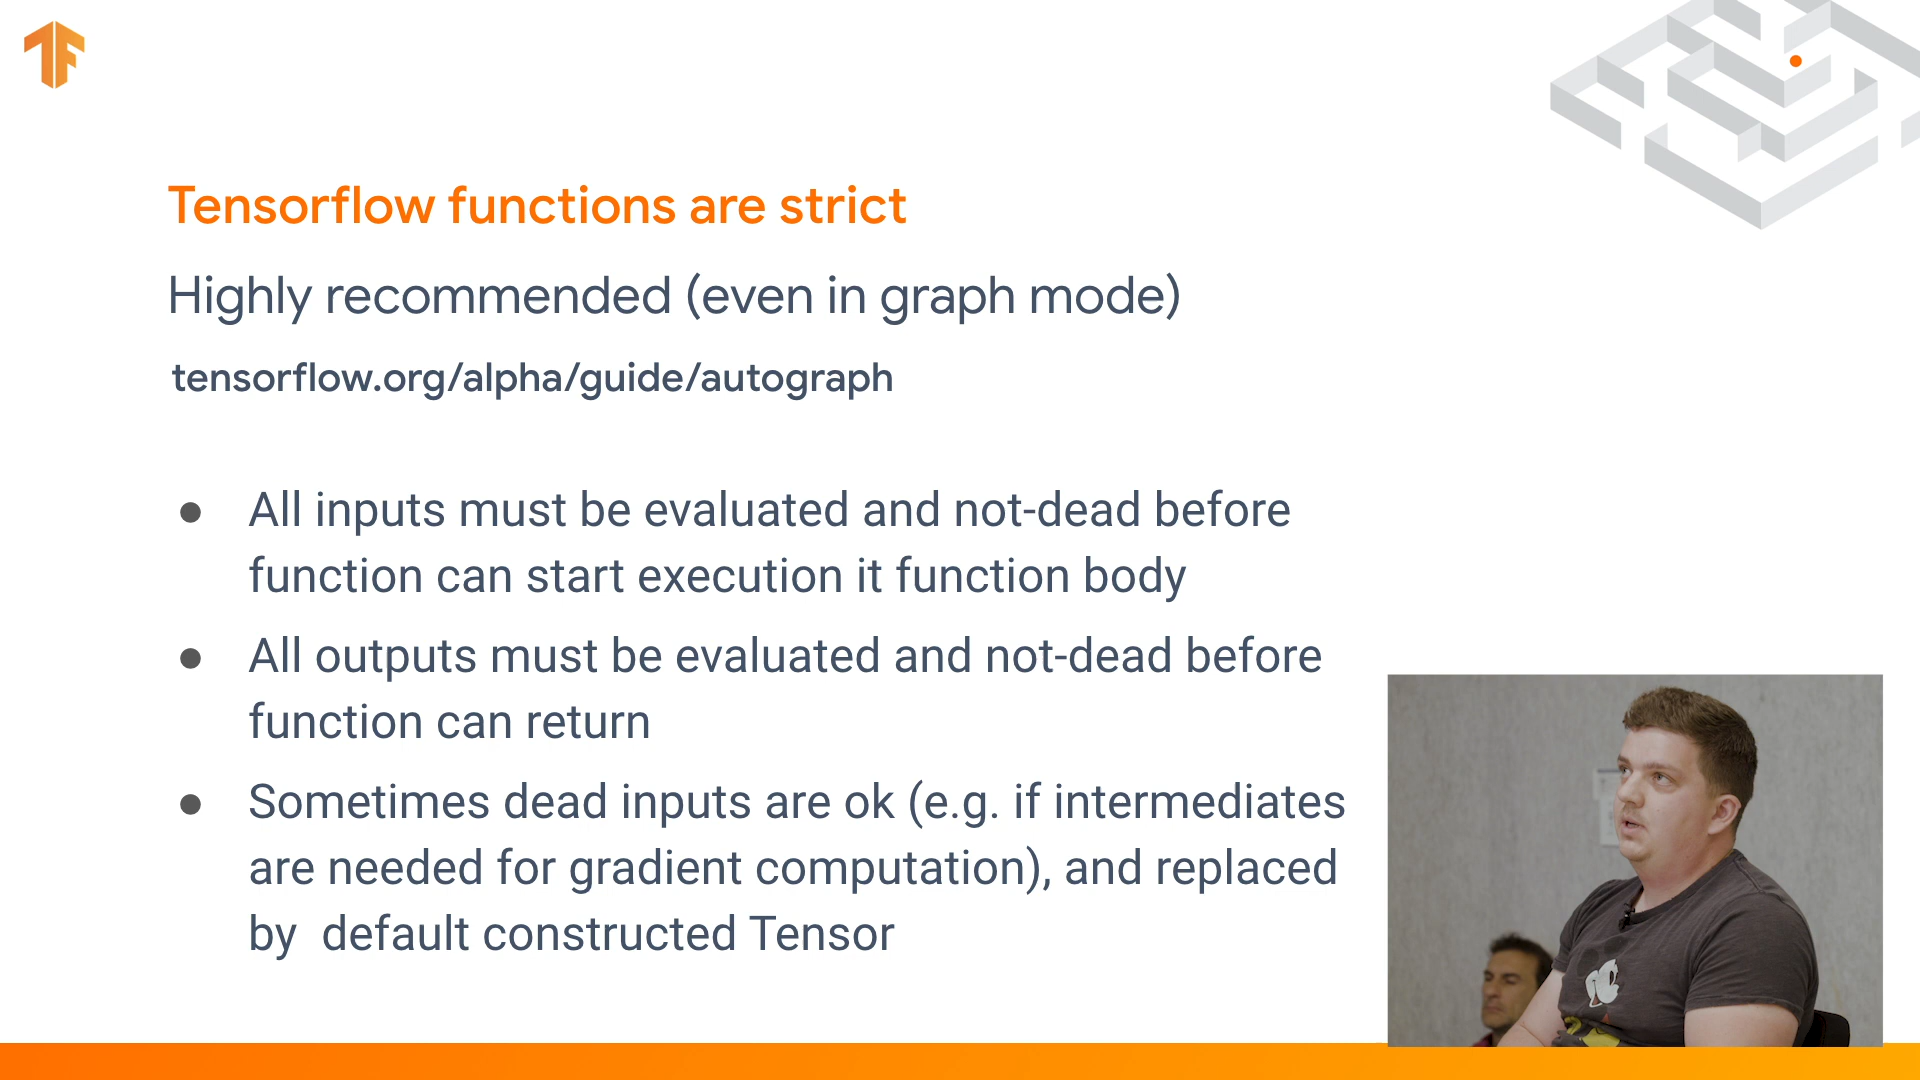 Tensorflow functions are strict
Highly recommended (even in graph mode)
tensorflow.org/alpha/guide/autograph
● All inputs must be evaluated and not-dead before
function can start execution it function body
● All outputs must be evaluated and not-dead before
function can return
● Sometimes dead inputs are ok (e.g. if intermediates
are needed for gradient computation), and replaced
by default constructed Tensor